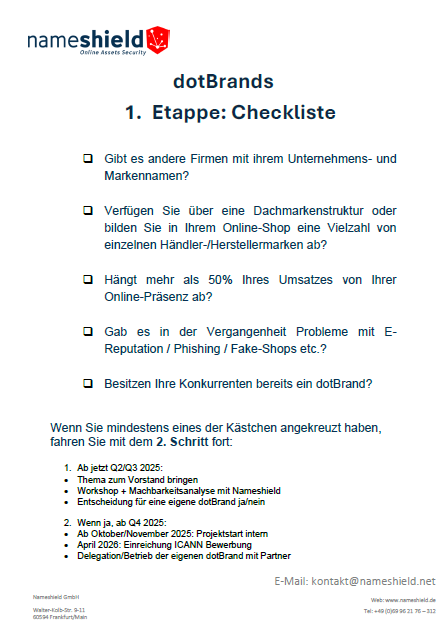 nameshield
Online Assets Security
dotBrands
1. Etappe: Checkliste
❑ Gibt es andere Firmen mit ihrem Unternehmens- und
Markennamen?
❑ Verfügen Sie über eine Dachmarkenstruktur oder
bilden Sie in Ihrem Online-Shop eine Vielzahl von
einzelnen Händler-/Herstellermarken ab?
❑ Hängt mehr als 50% Ihres Umsatzes von Ihrer
Online-Präsenz ab?
❑ Gab es in der Vergangenheit Probleme mit E-
Reputation / Phishing / Fake-Shops etc.?
❑ Besitzen Ihre Konkurrenten bereits ein dotBrand?
Wenn Sie mindestens eines der Kästchen angekreuzt haben,
fahren Sie mit dem 2. Schritt fort:
1. Ab jetzt Q2/Q3 2025:
• Thema zum Vorstand bringen
• Workshop + Machbarkeitsanalyse mit Nameshield
• Entscheidung für eine eigene dotBrand ja/nein
2. Wenn ja, ab Q4 2025:
• Ab Oktober/November 2025: Projektstart intern
• April 2026: Einreichung ICANN Bewerbung
• Delegation/Betrieb der eigenen dotBrand mit Partner
E-Mail: kontakt@nameshield.net
Nameshield GmbH
Web: www.nameshield.de
Walter-Kolb-Str. 9-11
Tel: +49 (0)69 96 21 76 – 312
60594 Frankfurt/Main